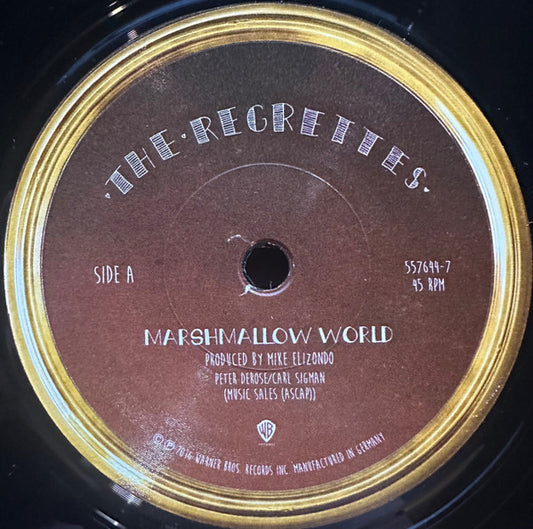 THE·REGRETTES
SIDE A
557644-7
45 RPM
MARSHMALLOW WORLD
PRODUCED BY MIKE ELIZONDO
PETER DEROSE/CARL SIGMAN
(MUSIC SALES (ASCAP))
WB
©℗ 2016 WARNER BROS. RECORDS INC. MANUFACTURED IN GERMANY.